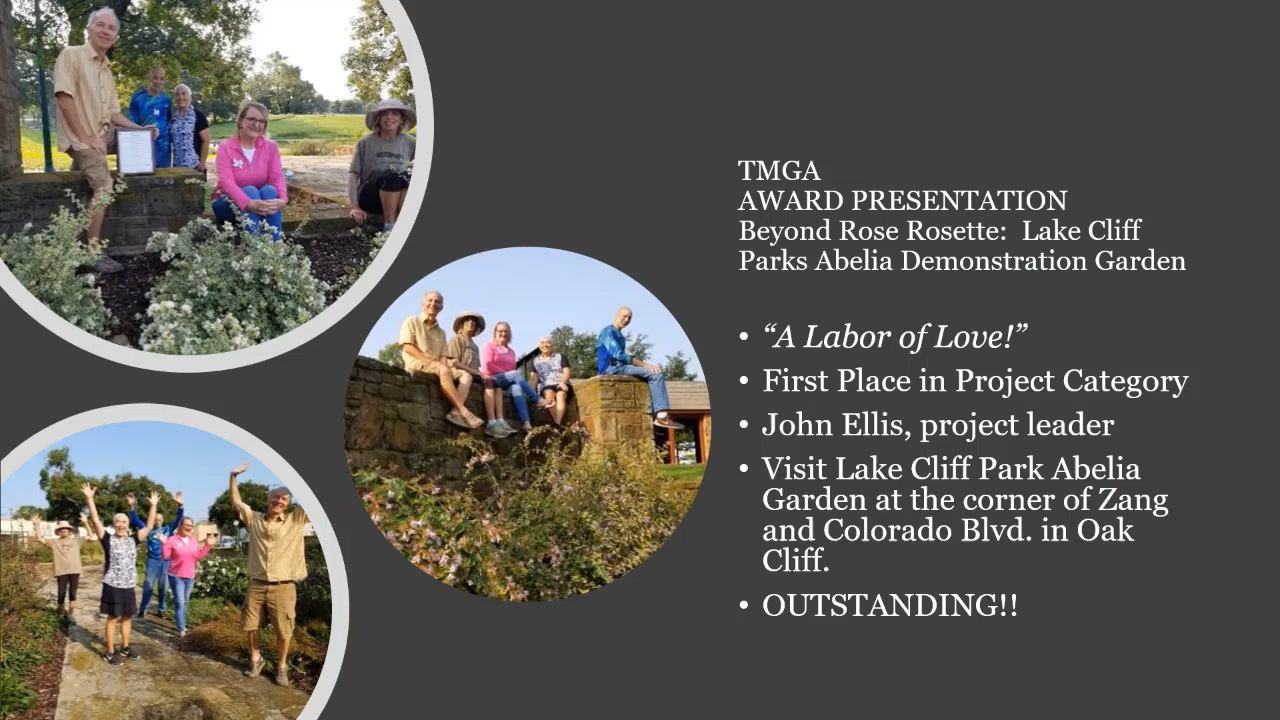 TMGA
AWARD PRESENTATION
Beyond Rose Rosette:  Lake Cliff
Parks Abelia Demonstration Garden
• “A Labor of Love!”
• First Place in Project Category
• John Ellis, project leader
• Visit Lake Cliff Park Abelia
Garden at the corner of Zang
and Colorado Blvd. in Oak
Cliff.
• OUTSTANDING!!